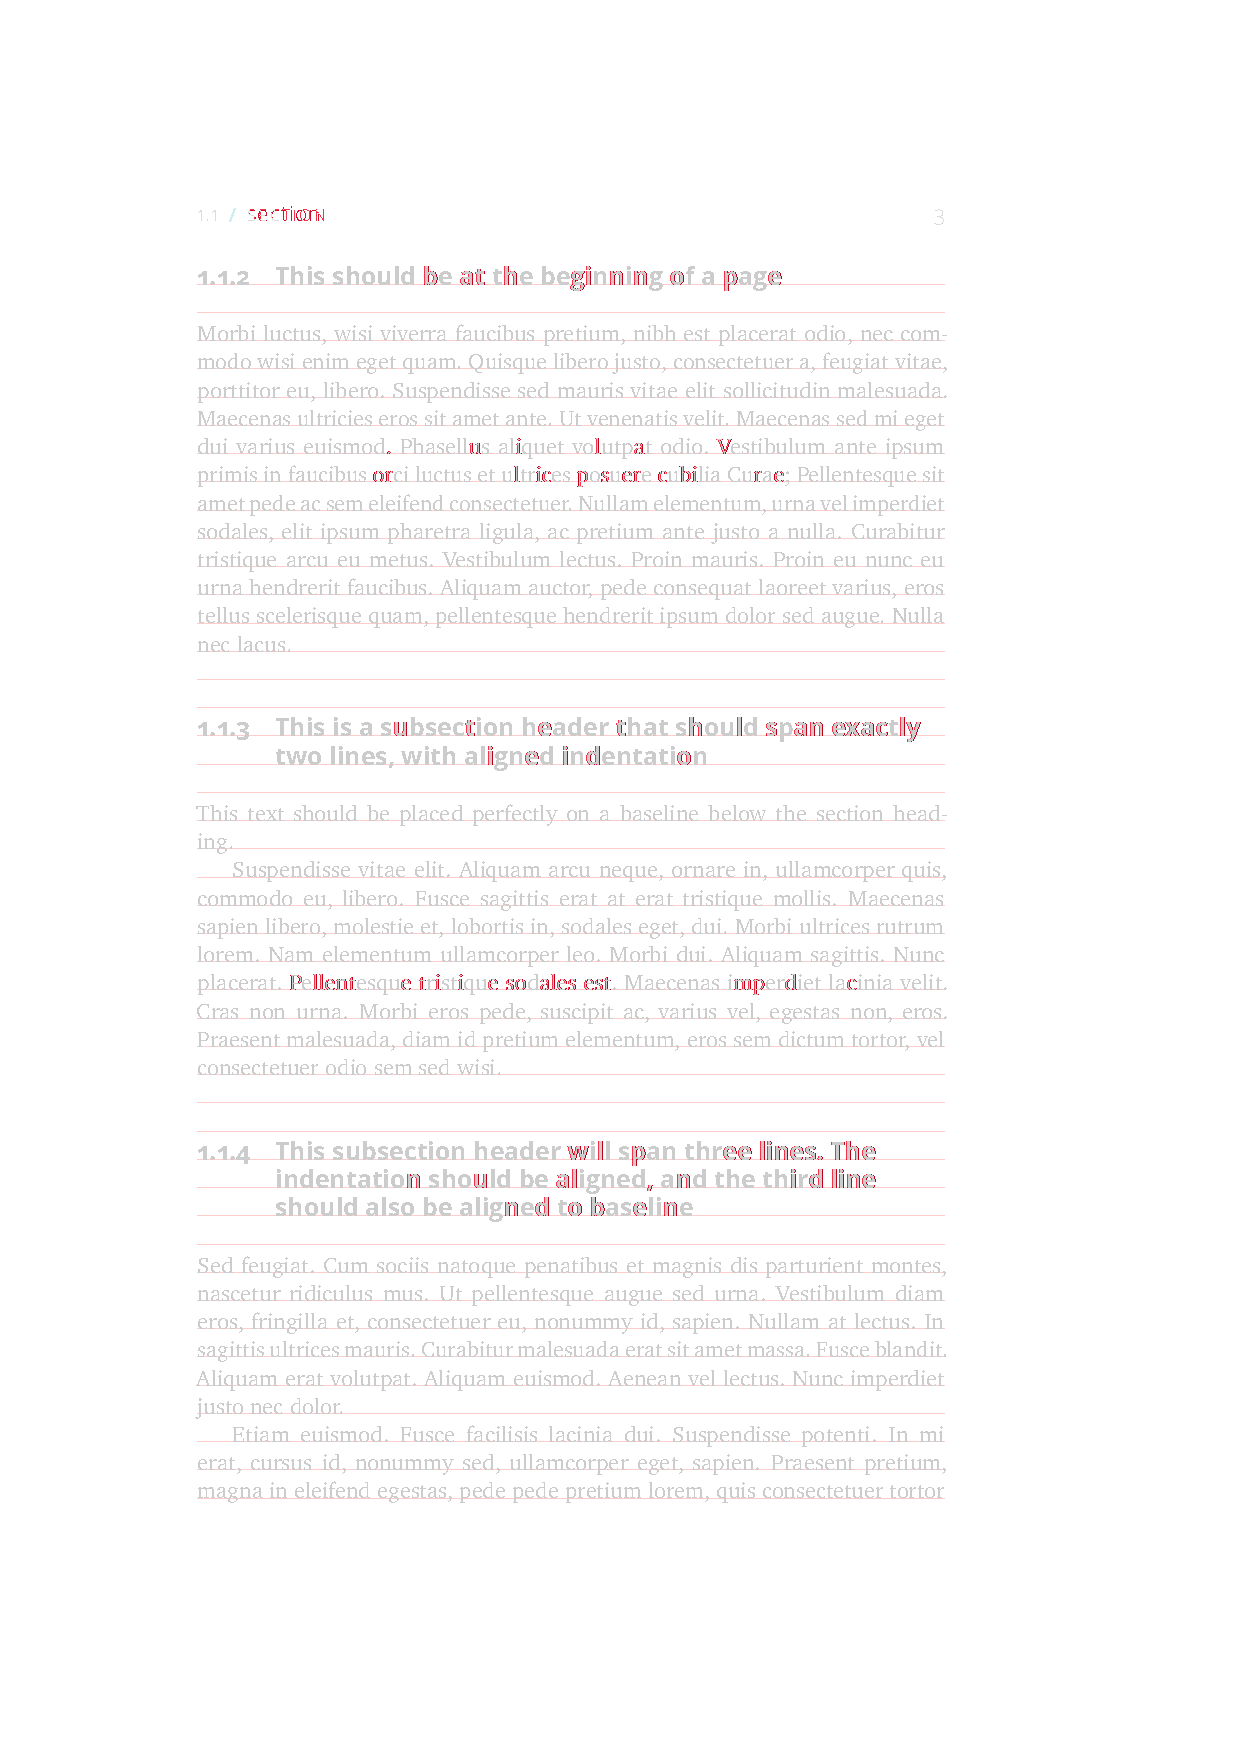 1.1 / section 3
1.1.2 This should be at the beginning of a page
Morbi luctus, wisi viverra faucibus pretium, nibh est placerat odio, nec com-
modo wisi enim eget quam. Quisque libero justo, consectetuer a, feugiat vitae,
porttitor eu, libero. Suspendisse sed mauris vitae elit sollicitudin malesuada.
Maecenas ultricies eros sit amet ante. Ut venenatis velit. Maecenas sed mi eget
dui varius euismod. Phasellus aliquet volutpat odio. Vestibulum ante ipsum
primis in faucibus orci luctus et ultrices posuere cubilia Curae; Pellentesque sit
amet pede ac sem eleifend consectetuer. Nullam elementum, urna vel imperdiet
sodales, elit ipsum pharetra ligula, ac pretium ante justo a nulla. Curabitur
tristique arcu eu metus. Vestibulum lectus. Proin mauris. Proin eu nunc eu
urna hendrerit faucibus. Aliquam auctor, pede consequat laoreet varius, eros
tellus scelerisque quam, pellentesque hendrerit ipsum dolor sed augue. Nulla
nec lacus.
1.1.3 This is a subsection header that should span exactly
two lines, with aligned indentation
This text should be placed perfectly on a baseline below the section head-
ing.
Suspendisse vitae elit. Aliquam arcu neque, ornare in, ullamcorper quis,
commodo eu, libero. Fusce sagittis erat at erat tristique mollis. Maecenas
sapien libero, molestie et, lobortis in, sodales eget, dui. Morbi ultrices rutrum
lorem. Nam elementum ullamcorper leo. Morbi dui. Aliquam sagittis. Nunc
placerat. Pellentesque tristique sodales est. Maecenas imperdiet lacinia velit.
Cras non urna. Morbi eros pede, suscipit ac, varius vel, egestas non, eros.
Praesent malesuada, diam id pretium elementum, eros sem dictum tortor, vel
consectetuer odio sem sed wisi.
1.1.4 This subsection header will span three lines. The
indentation should be aligned, and the third line
should also be aligned to baseline
Sed feugiat. Cum sociis natoque penatibus et magnis dis parturient montes,
nascetur ridiculus mus. Ut pellentesque augue sed urna. Vestibulum diam
eros, fringilla et, consectetuer eu, nonummy id, sapien. Nullam at lectus. In
sagittis ultrices mauris. Curabitur malesuada erat sit amet massa. Fusce blandit.
Aliquam erat volutpat. Aliquam euismod. Aenean vel lectus. Nunc imperdiet
justo nec dolor.
Etiam euismod. Fusce facilisis lacinia dui. Suspendisse potenti. In mi
erat, cursus id, nonummy sed, ullamcorper eget, sapien. Praesent pretium,
magna in eleifend egestas, pede pede pretium lorem, quis consectetuer tortor